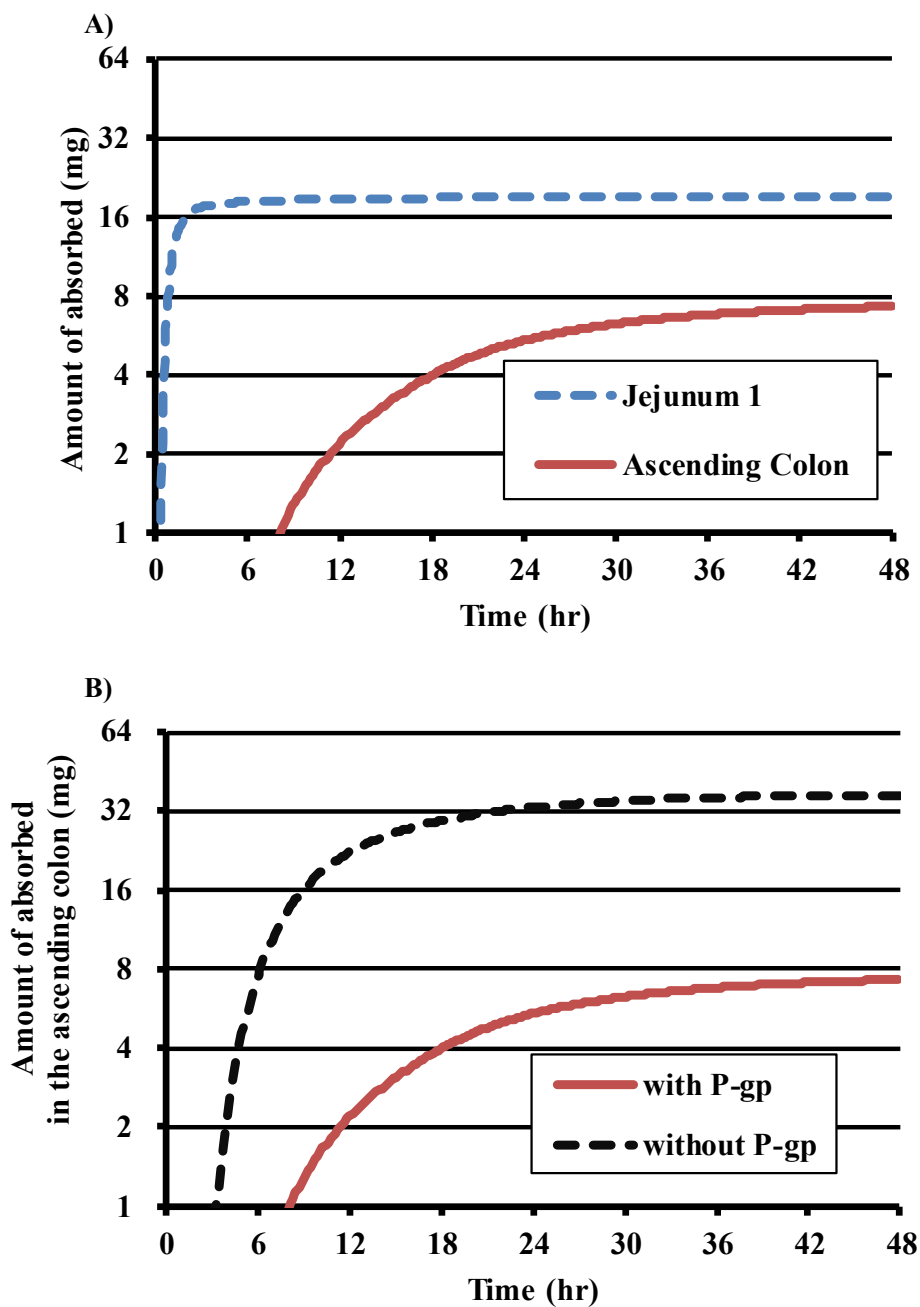 A)
64
32
16
8
4
2
1
Amount of absorbed (mg)
Jejunum 1
Ascending Colon
0 6 12 18 24 30 36 42 48
Time (hr)
B)
64
32
16
8
4
2
1
Amount of absorbed
in the ascending colon (mg)
with P-gp
without P-gp
0 6 12 18 24 30 36 42 48
Time (hr)